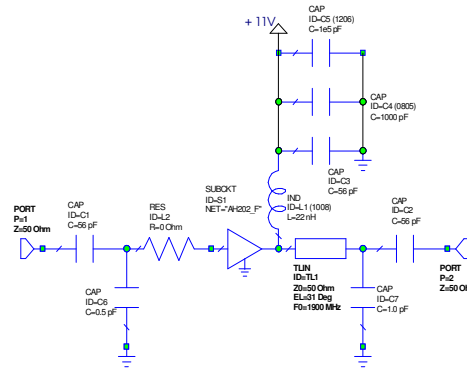 CAP
ID=C5 (1206)
C=1e5 pF
+ 11V
CAP
ID=C4 (0805)
C=1000 pF
CAP
ID=C3
C=56 pF
SUBCKT
ID=S1
NET="AH202_F"
IND
ID=L1 (1008)
L=22 nH
RES
ID=L2
R=0 Ohm
CAP
ID=C1
C=56 pF
PORT
P=1
Z=50 Ohm
CAP
ID=C2
C=56 pF
TLIN
ID=TL1
Z0=50 Ohm
EL=31 Deg
F0=1900 MHz
PORT
P=2
Z=50 Ohm
CAP
ID=C6
C=0.5 pF
CAP
ID=C7
C=1.0 pF